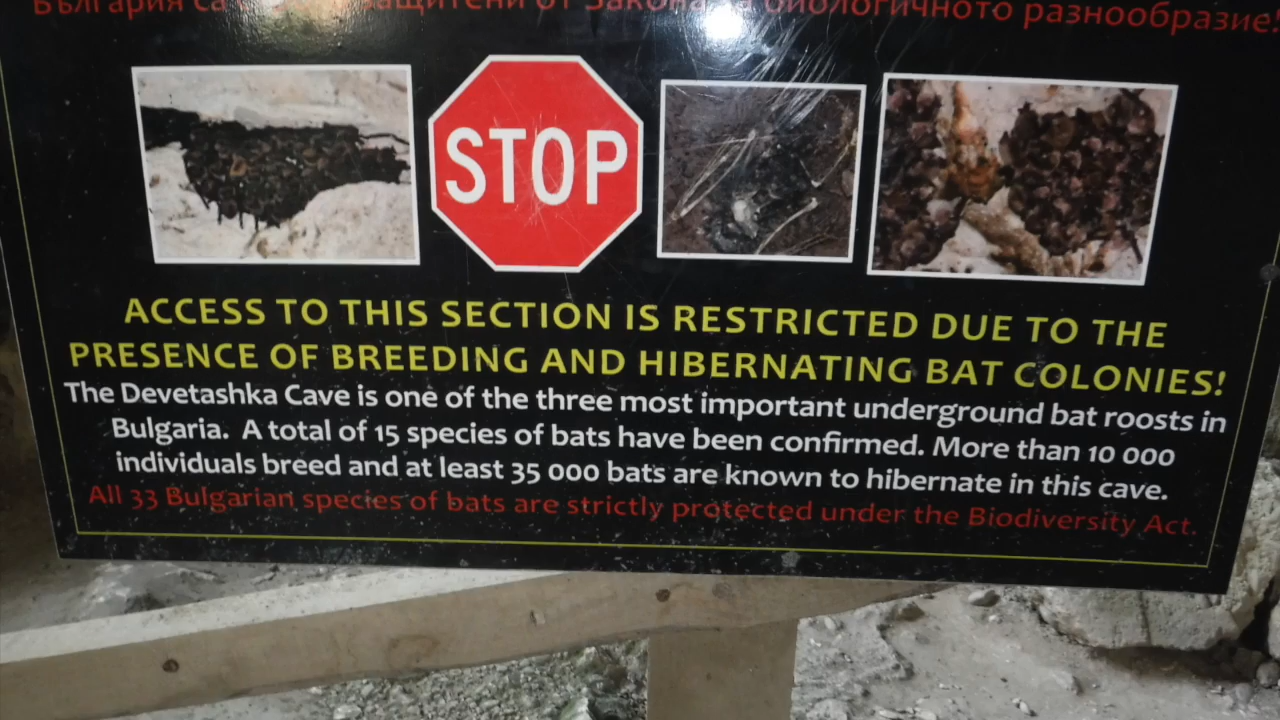 България са защитени от Закона за биологичното разнообразие!
STOP
ACCESS TO THIS SECTION IS RESTRICTED DUE TO THE
PRESENCE OF BREEDING AND HIBERNATING BAT COLONIES!
The Devetashka Cave is one of the three most important underground bat roosts in
Bulgaria. A total of 15 species of bats have been confirmed. More than 10 000
individuals breed and at least 35 000 bats are known to hibernate in this cave.
All 33 Bulgarian species of bats are strictly protected under the Biodiversity Act.